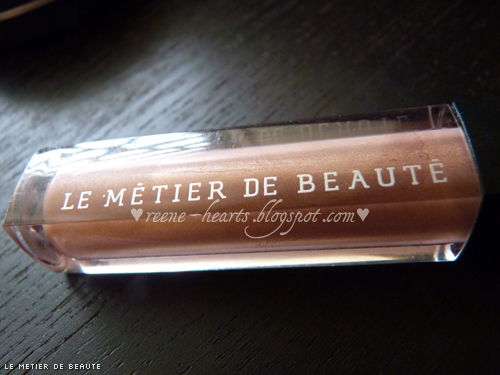 LE MÉTIER DE BEAUTÉ
♥reene-hearts.blogspot.com♥
LE METIER DE BEAUTE